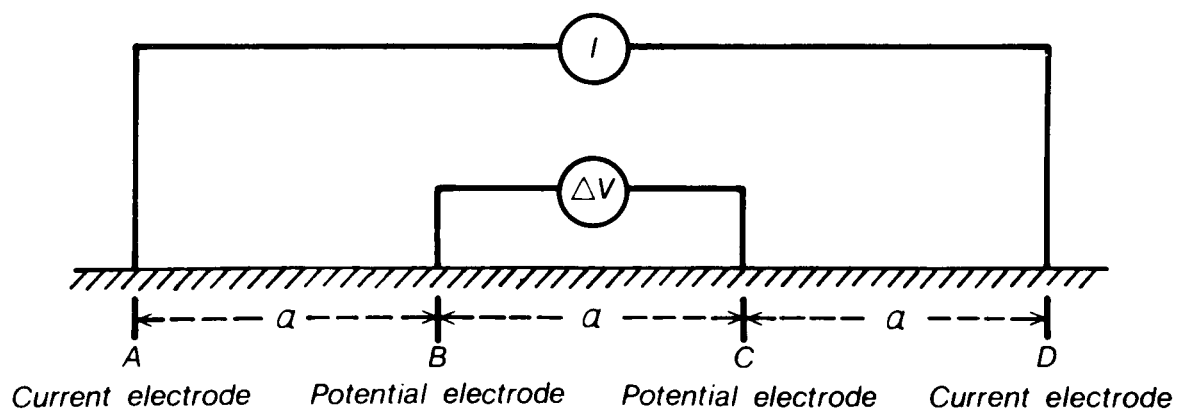 I
ΔV
a a a
A B C D
Current electrode Potential electrode Potential electrode Current electrode